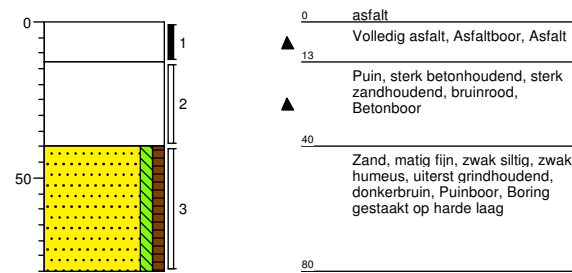 0
50
1
2
3
0 asfalt
Volledig asfalt, Asfaltboor, Asfalt
13
Puin, sterk betonhoudend, sterk
zandhoudend, bruinrood,
Betonboor
40
Zand, matig fijn, zwak siltig, zwak
humeus, uiterst grindhoudend,
donkerbruin, Puinboor, Boring
gestaakt op harde laag
80